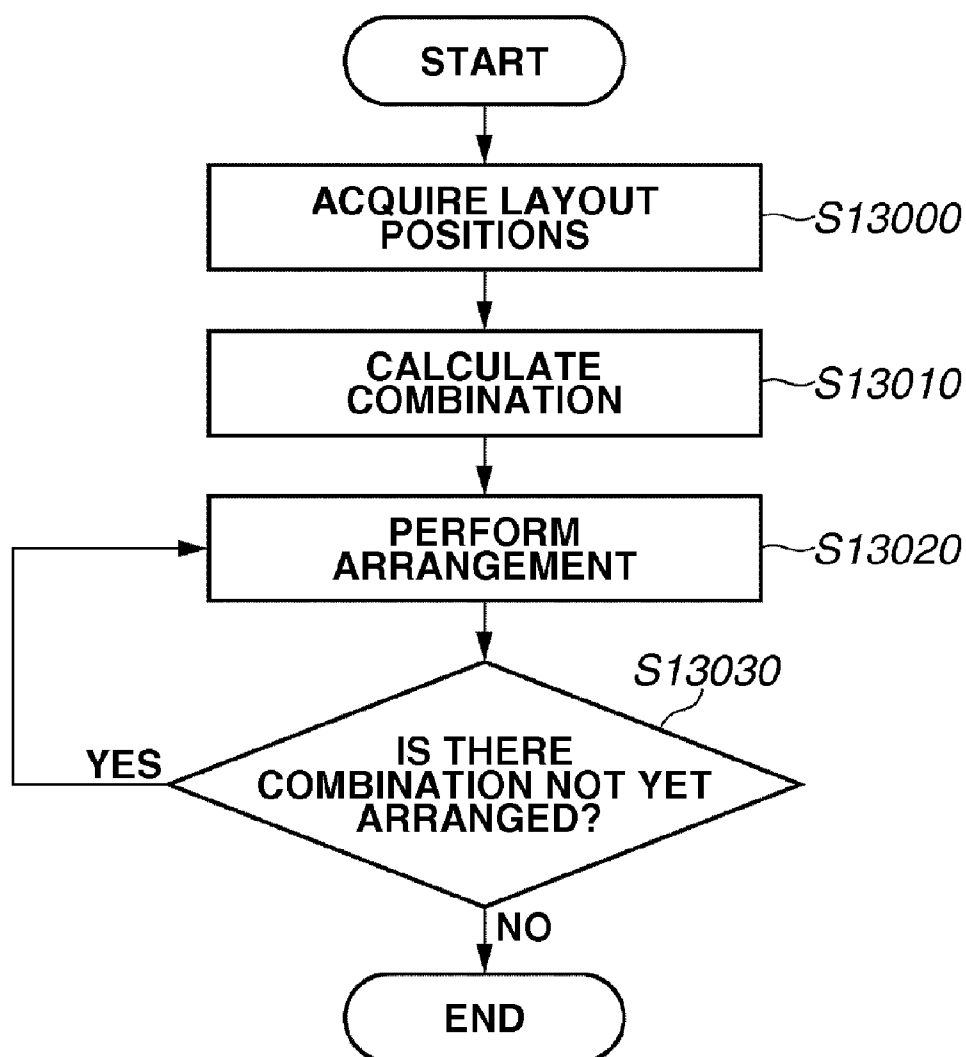 START
ACQUIRE LAYOUT
POSITIONS
S13000
CALCULATE
COMBINATION
S13010
PERFORM
ARRANGEMENT
S13020
S13030
IS THERE
COMBINATION NOT YET
ARRANGED?
YES
NO
END